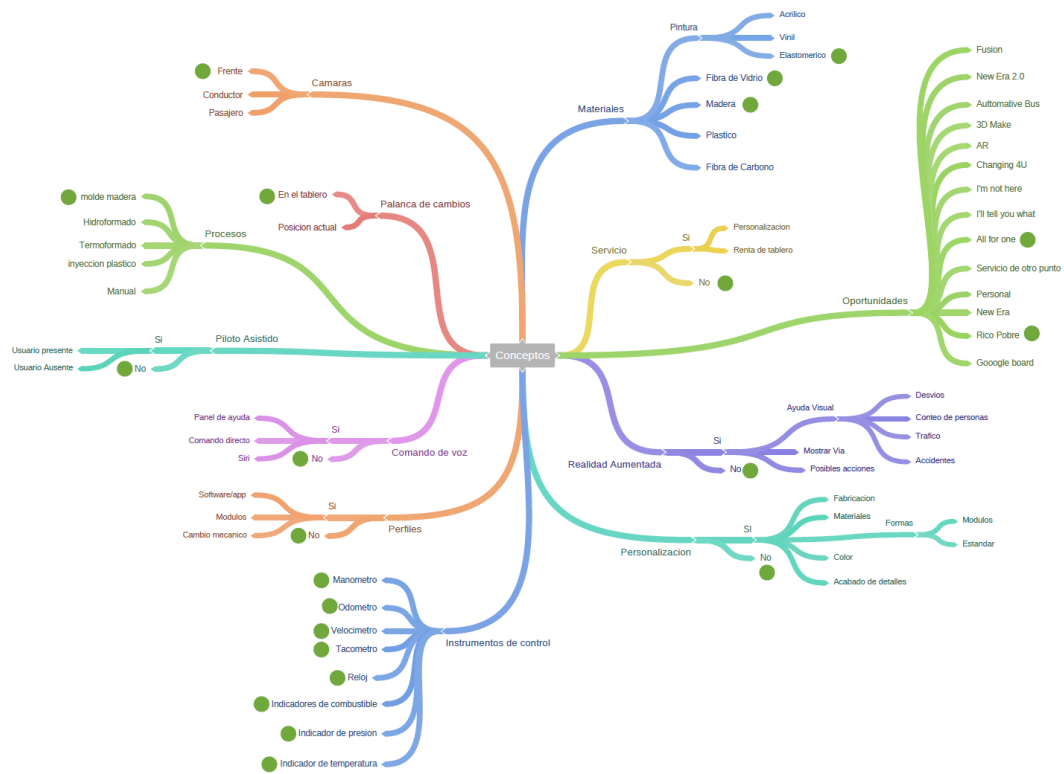 Conceptos
Camaras
Frente
Conductor
Pasajero
Palanca de cambios
En el tablero
Posicion actual
Procesos
molde madera
Hidroformado
Termoformado
inyeccion plastico
Manual
Piloto Asistido
Si
Usuario presente
Usuario Ausente
No
Comando de voz
Si
Panel de ayuda
Comando directo
Siri
No
Perfiles
Si
Software/app
Modulos
Cambio mecanico
No
Instrumentos de control
Manometro
Odometro
Velocimetro
Tacometro
Reloj
Indicadores de combustible
Indicador de presion
Indicador de temperatura
Materiales
Pintura
Acrilico
Vinil
Elastomerico
Fibra de Vidrio
Madera
Plastico
Fibra de Carbono
Servicio
Si
Personalizacion
Renta de tablero
No
Oportunidades
Fusion
New Era 2.0
Auttomative Bus
3D Make
AR
Changing 4U
I'm not here
I'll tell you what
All for one
Servicio de otro punto
Personal
New Era
Rico Pobre
Gooogle board
Realidad Aumentada
Si
Ayuda Visual
Desvios
Conteo de personas
Trafico
Accidentes
Mostrar Via
Posibles acciones
No
Personalizacion
SI
Fabricacion
Materiales
Formas
Modulos
Estandar
Color
Acabado de detalles
No